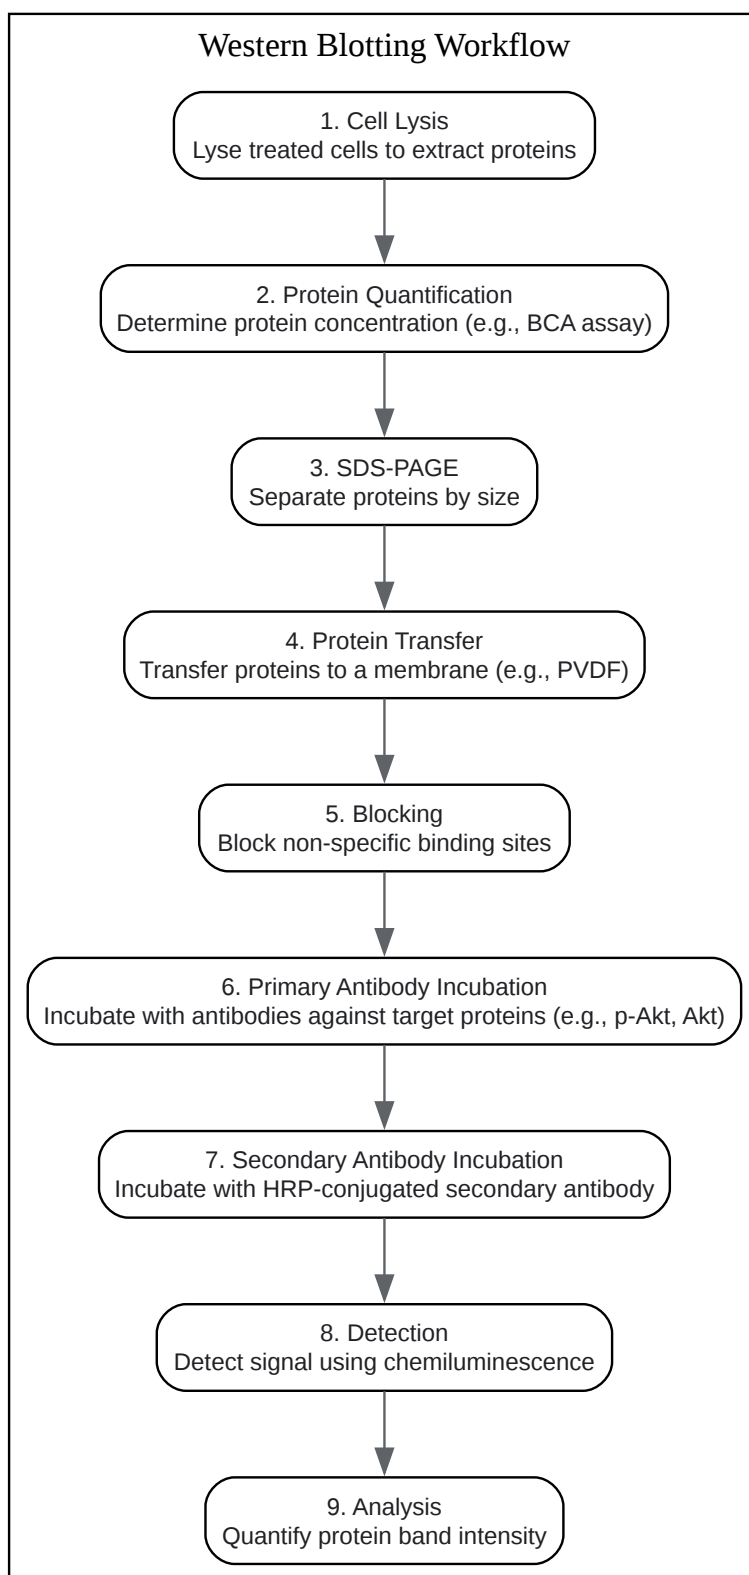 Western Blotting Workflow
1. Cell Lysis
Lyse treated cells to extract proteins
2. Protein Quantification
Determine protein concentration (e.g., BCA assay)
3. SDS-PAGE
Separate proteins by size
4. Protein Transfer
Transfer proteins to a membrane (e.g., PVDF)
5. Blocking
Block non-specific binding sites
6. Primary Antibody Incubation
Incubate with antibodies against target proteins (e.g., p-Akt, Akt)
7. Secondary Antibody Incubation
Incubate with HRP-conjugated secondary antibody
8. Detection
Detect signal using chemiluminescence
9. Analysis
Quantify protein band intensity